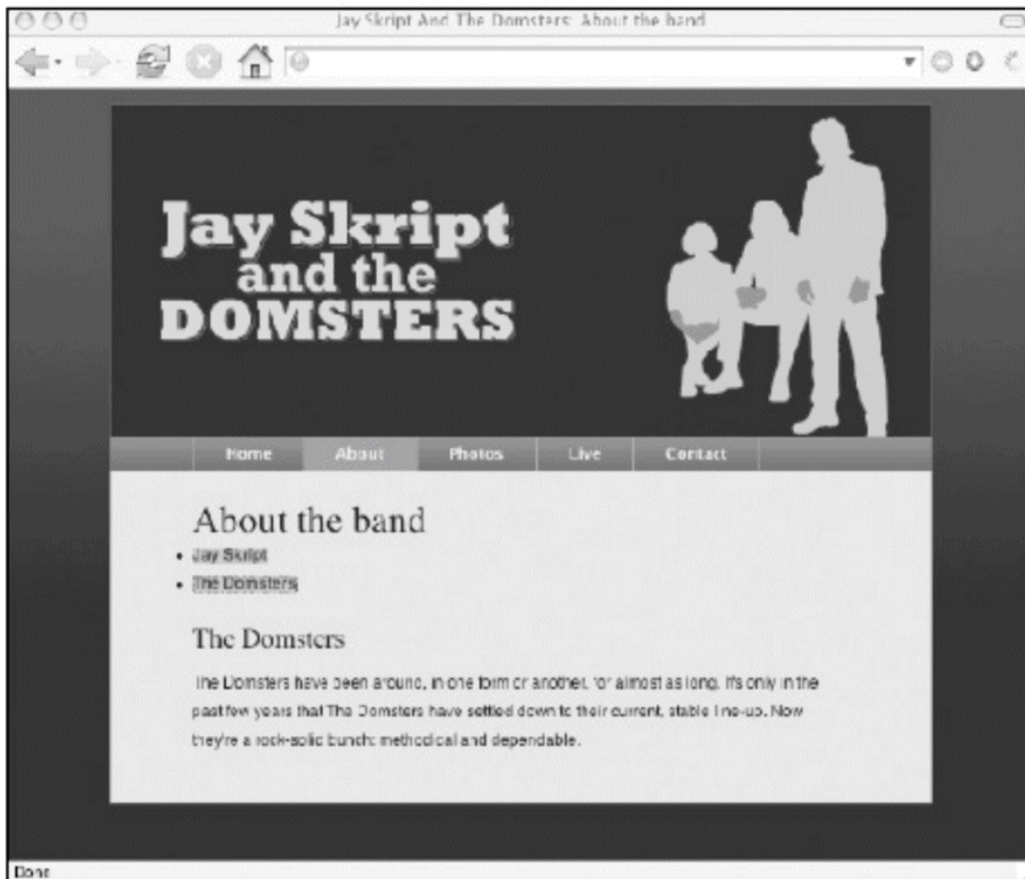 Jay Skript And The Domsters: About the band
Jay Skript
and the
DOMSTERS
Home About Photos Live Contact
About the band
Jay Skript
The Domsters
The Domsters
The Domsters have been around, in one form or another, for almost as long. It's only in the
past few years that The Domsters have settled down to their current, stable line-up. Now
they're a rock-solid bunch: methodical and dependable.
Done